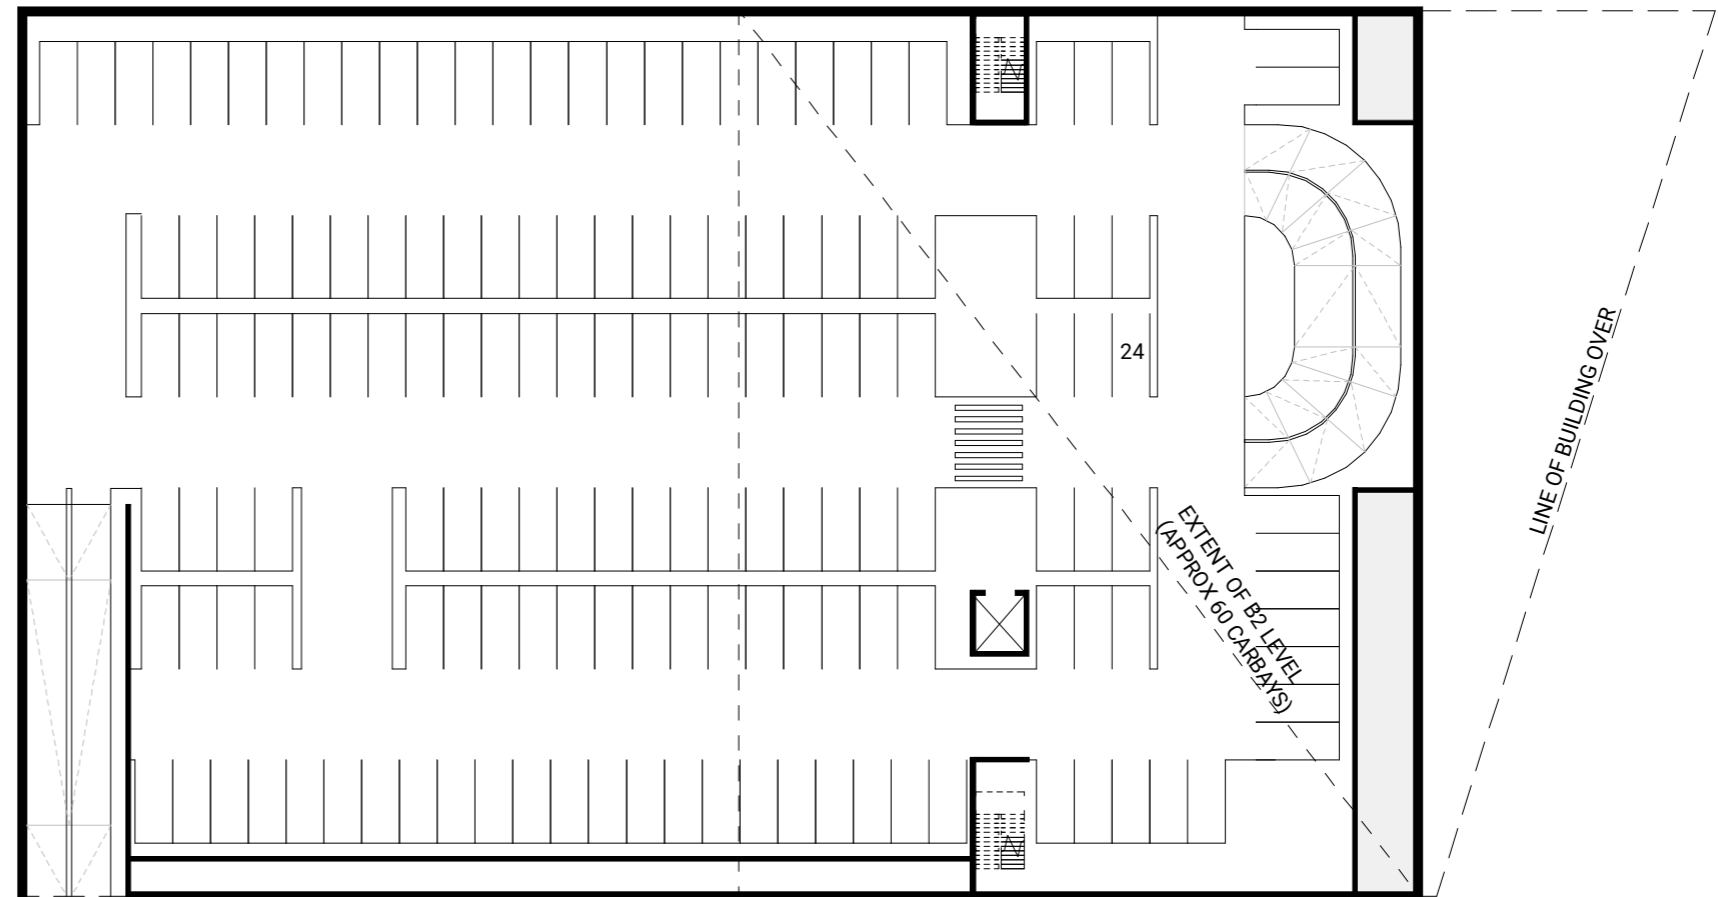 24
LINE OF BUILDING OVER
EXTENT OF B2 LEVEL
(APPROX 60 CARBAYS)